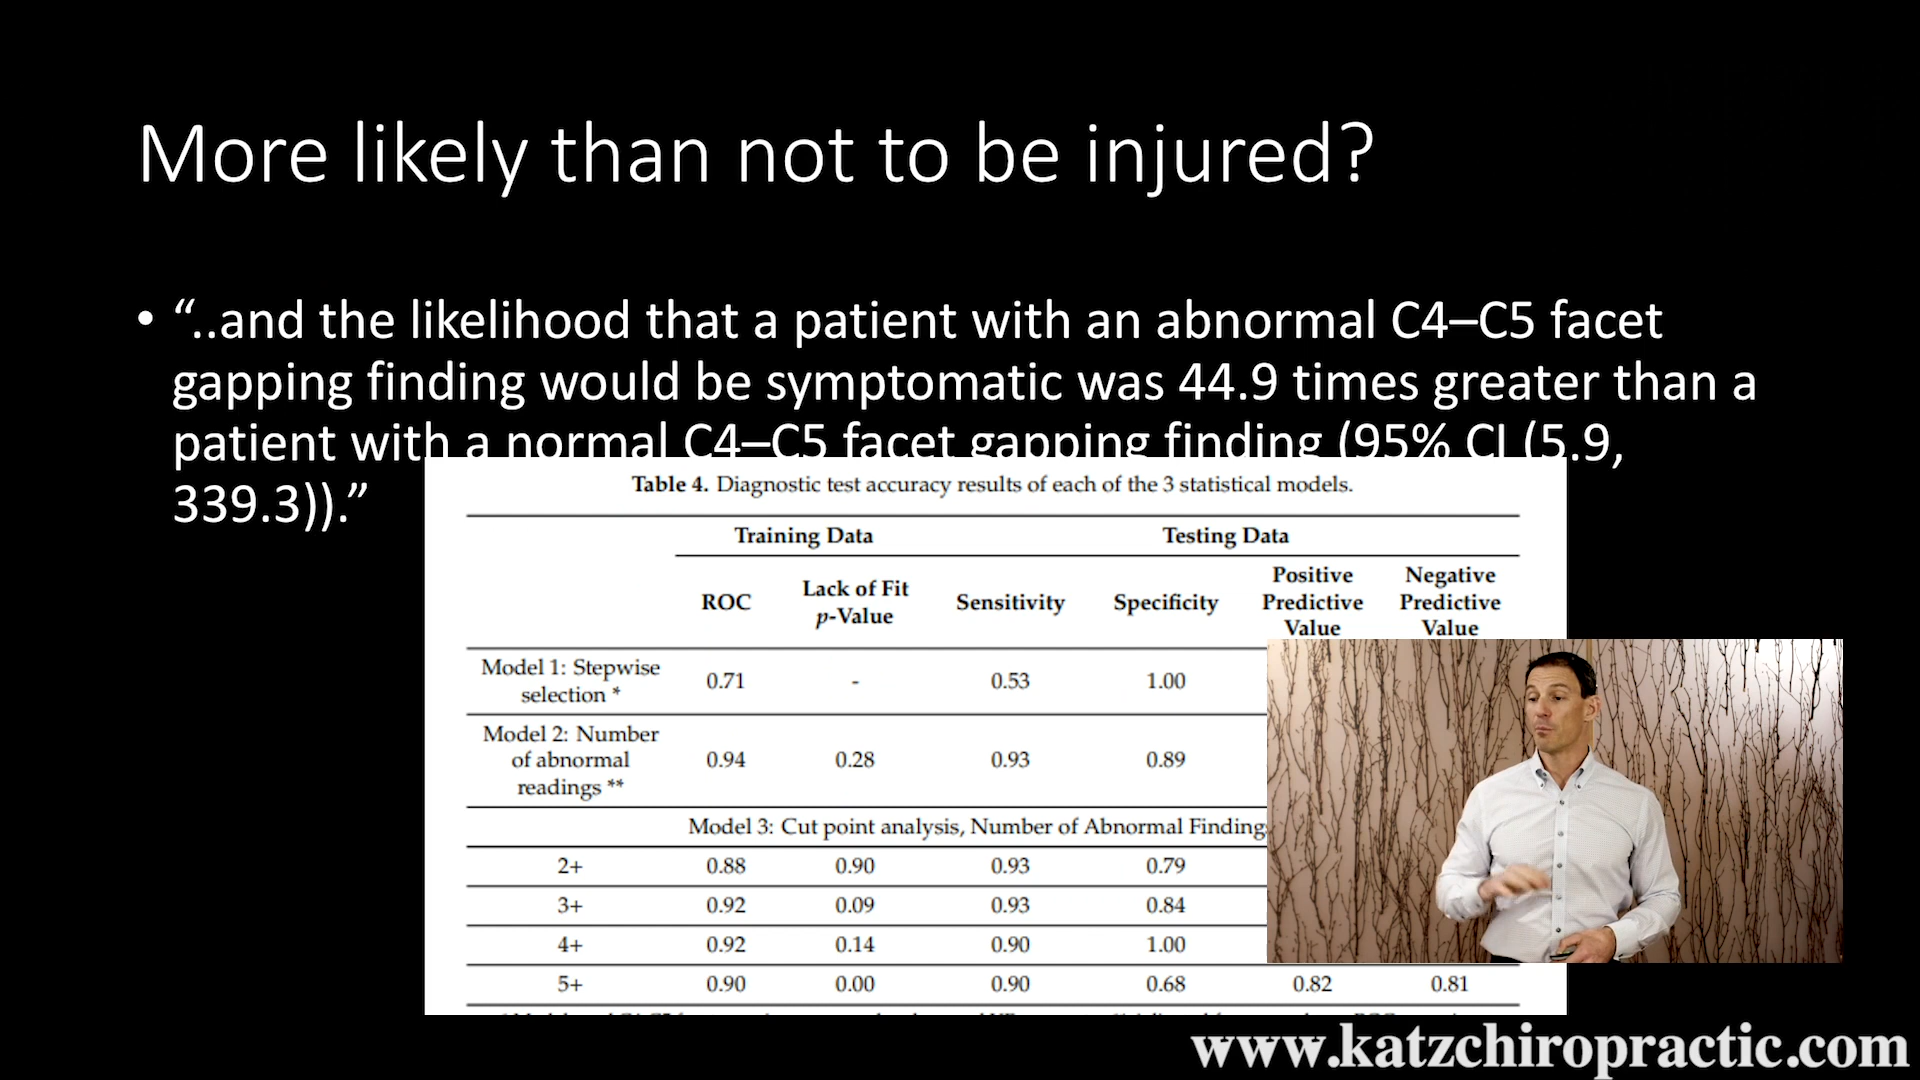 More likely than not to be injured?
• “..and the likelihood that a patient with an abnormal C4–C5 facet
gapping finding would be symptomatic was 44.9 times greater than a
patient with a normal C4–C5 facet gapping finding (95% CI (5.9,
339.3)).”
Table 4. Diagnostic test accuracy results of each of the 3 statistical models.
Training Data Testing Data
ROC Lack of Fit p-Value Sensitivity Specificity Positive Predictive Value Negative Predictive Value
Model 1: Stepwise selection * 0.71 - 0.53 1.00
Model 2: Number of abnormal readings ** 0.94 0.28 0.93 0.89
Model 3: Cut point analysis, Number of Abnormal
2+ 0.88 0.90 0.93 0.79
3+ 0.92 0.09 0.93 0.84
4+ 0.92 0.14 0.90 1.00
5+ 0.90 0.00 0.90 0.68 0.82 0.81
www.katzchiropractic.com